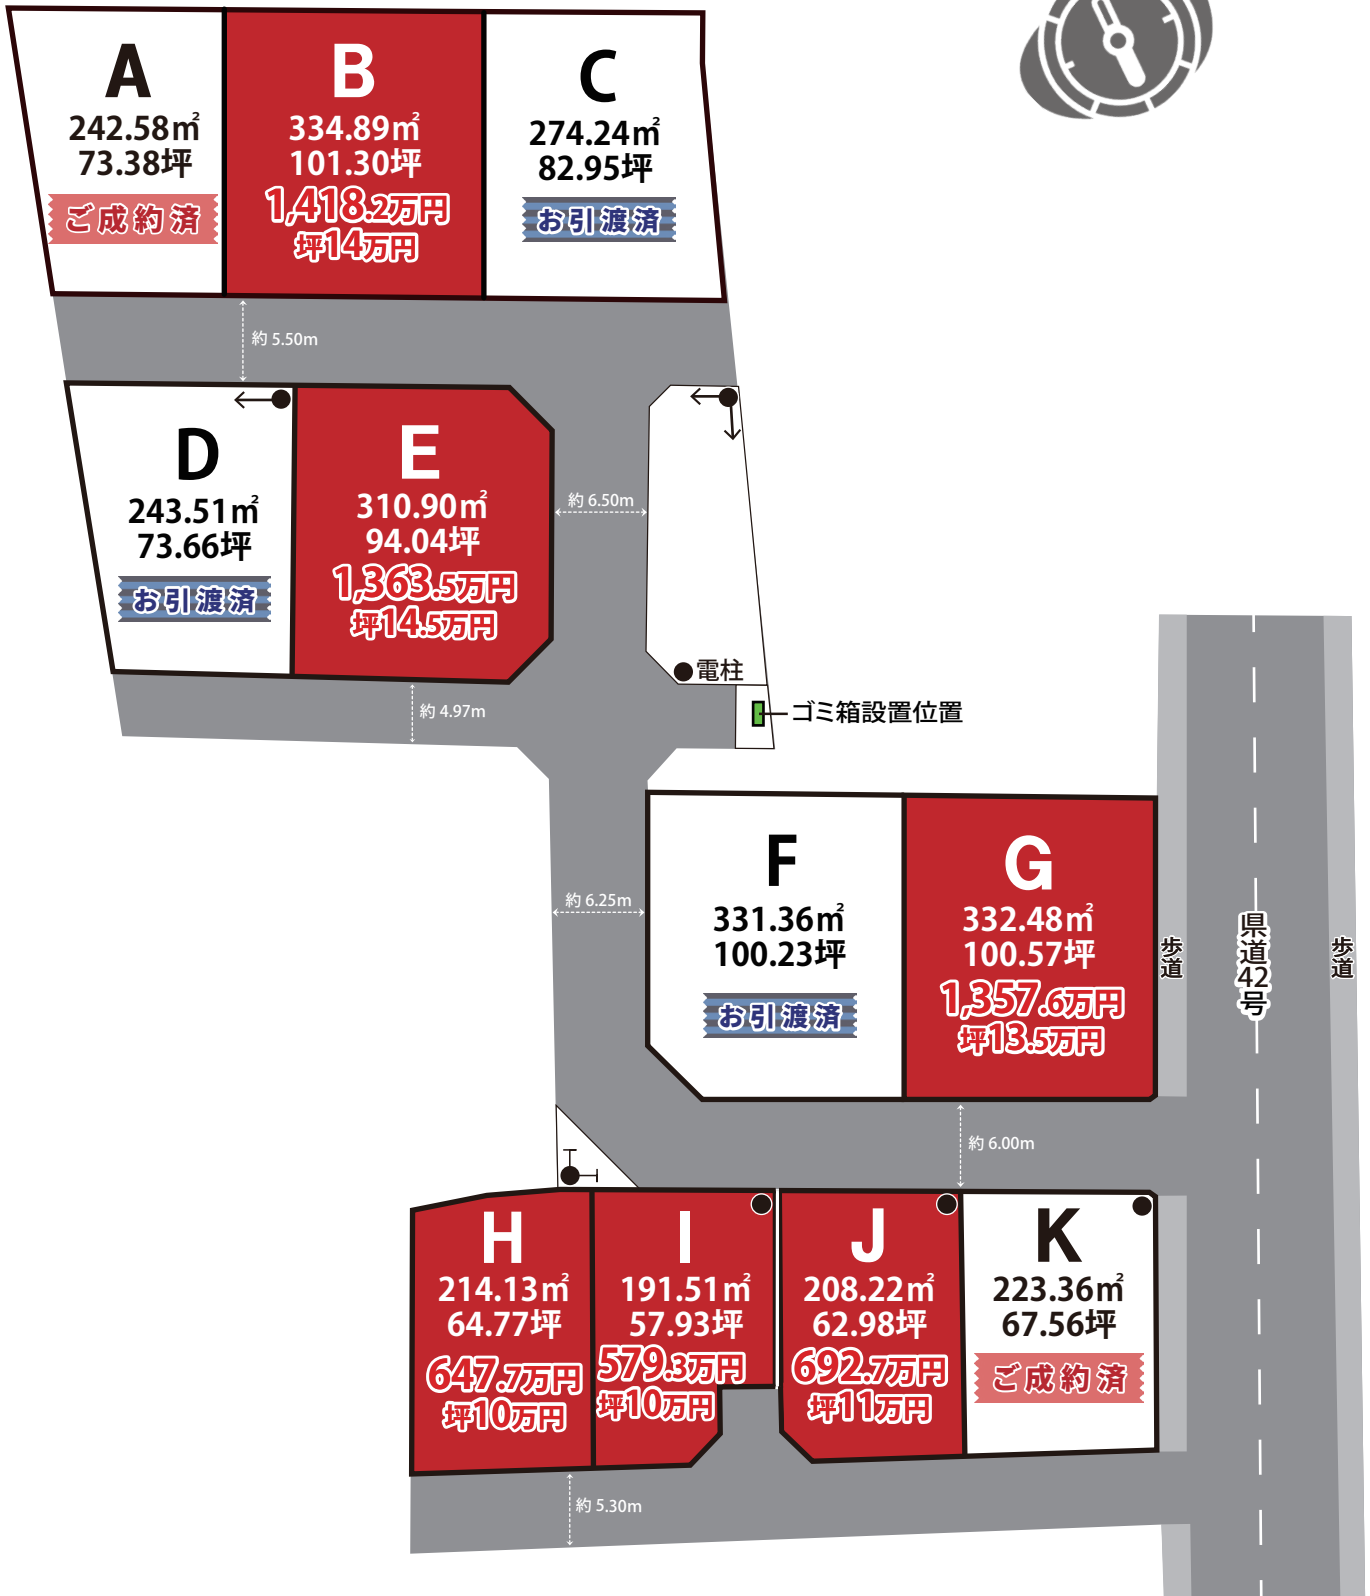 A
242.58㎡
73.38坪
ご成約済
B
334.89㎡
101.30坪
1,418.2万円
坪14万円
C
274.24㎡
82.95坪
お引渡済
約 5.50m
D
243.51㎡
73.66坪
お引渡済
E
310.90㎡
94.04坪
1,363.5万円
坪14.5万円
約 6.50m
電柱
約 4.97m
ゴミ箱設置位置
F
331.36㎡
100.23坪
お引渡済
G
332.48㎡
100.57坪
1,357.6万円
坪13.5万円
約 6.25m
歩道
県道42号
歩道
約 6.00m
H
214.13㎡
64.77坪
647.7万円
坪10万円
I
191.51㎡
57.93坪
579.3万円
坪10万円
J
208.22㎡
62.98坪
692.7万円
坪11万円
K
223.36㎡
67.56坪
ご成約済
約 5.30m